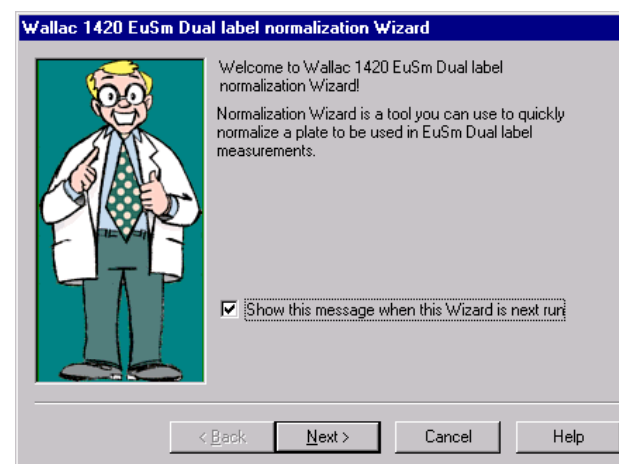 Wallac 1420 EuSm Dual label normalization Wizard
Welcome to Wallac 1420 EuSm Dual label
normalization Wizard!
Normalization Wizard is a tool you can use to quickly
normalize a plate to be used in EuSm Dual label
measurements.
Show this message when this Wizard is next run
< Back Next > Cancel Help